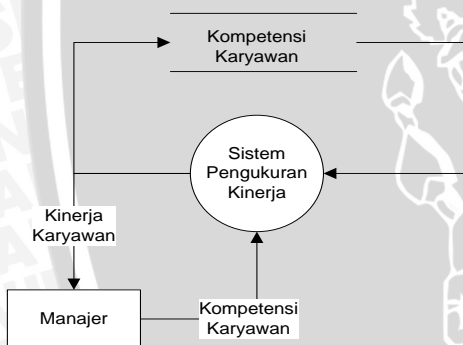 Kompetensi
Karyawan
Sistem
Pengukuran
Kinerja
Kinerja
Karyawan
Manajer
Kompetensi
Karyawan